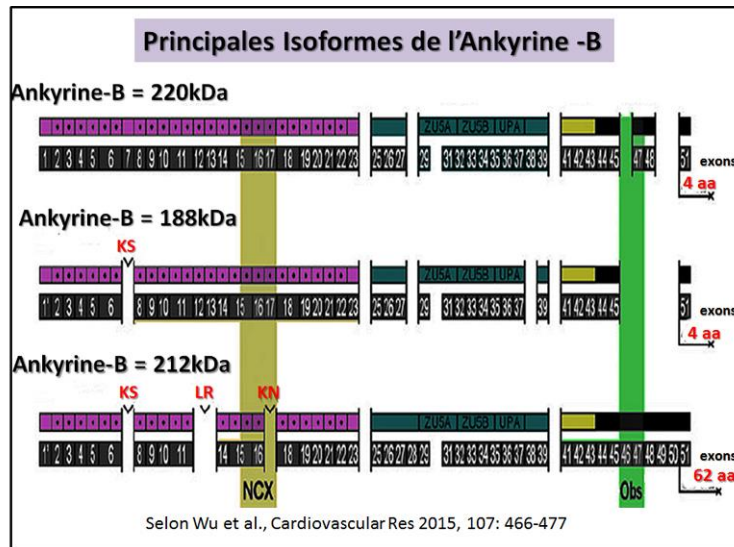 Principales Isoformes de l'Ankyrine -B
Ankyrine-B = 220kDa
ZU5A ZU5B UPA
1' 2 3 4 5 6 7 8 9 10 11 12 13 14 15 16 17 18 19 20 21 22 23 25 26 27 29 31 32 33 34 35 36 37 38 39 41 42 43 44 45 47 48 51 exons
4 aa
Ankyrine-B = 188kDa
KS
ZU5A ZU5B UPA
1' 2 3 4 5 6 8 9 10 11 12 13 14 15 16 17 18 19 20 21 22 23 25 26 27 29 31 32 33 34 35 36 37 39 41 42 43 44 45 51 exons
4 aa
Ankyrine-B = 212kDa
KS LR KN
ZU5A ZU5B UPA
1' 2 3 4 5 6 8 9 10 11 14 15 16 18 19 20 21 22 23 25 26 27 28 29 31 32 33 34 35 36 37 38 39 41 42 43 44 45 46 47 48 49 50 51 exons
62 aa
NCX Obs
Selon Wu et al., Cardiovascular Res 2015, 107: 466-477